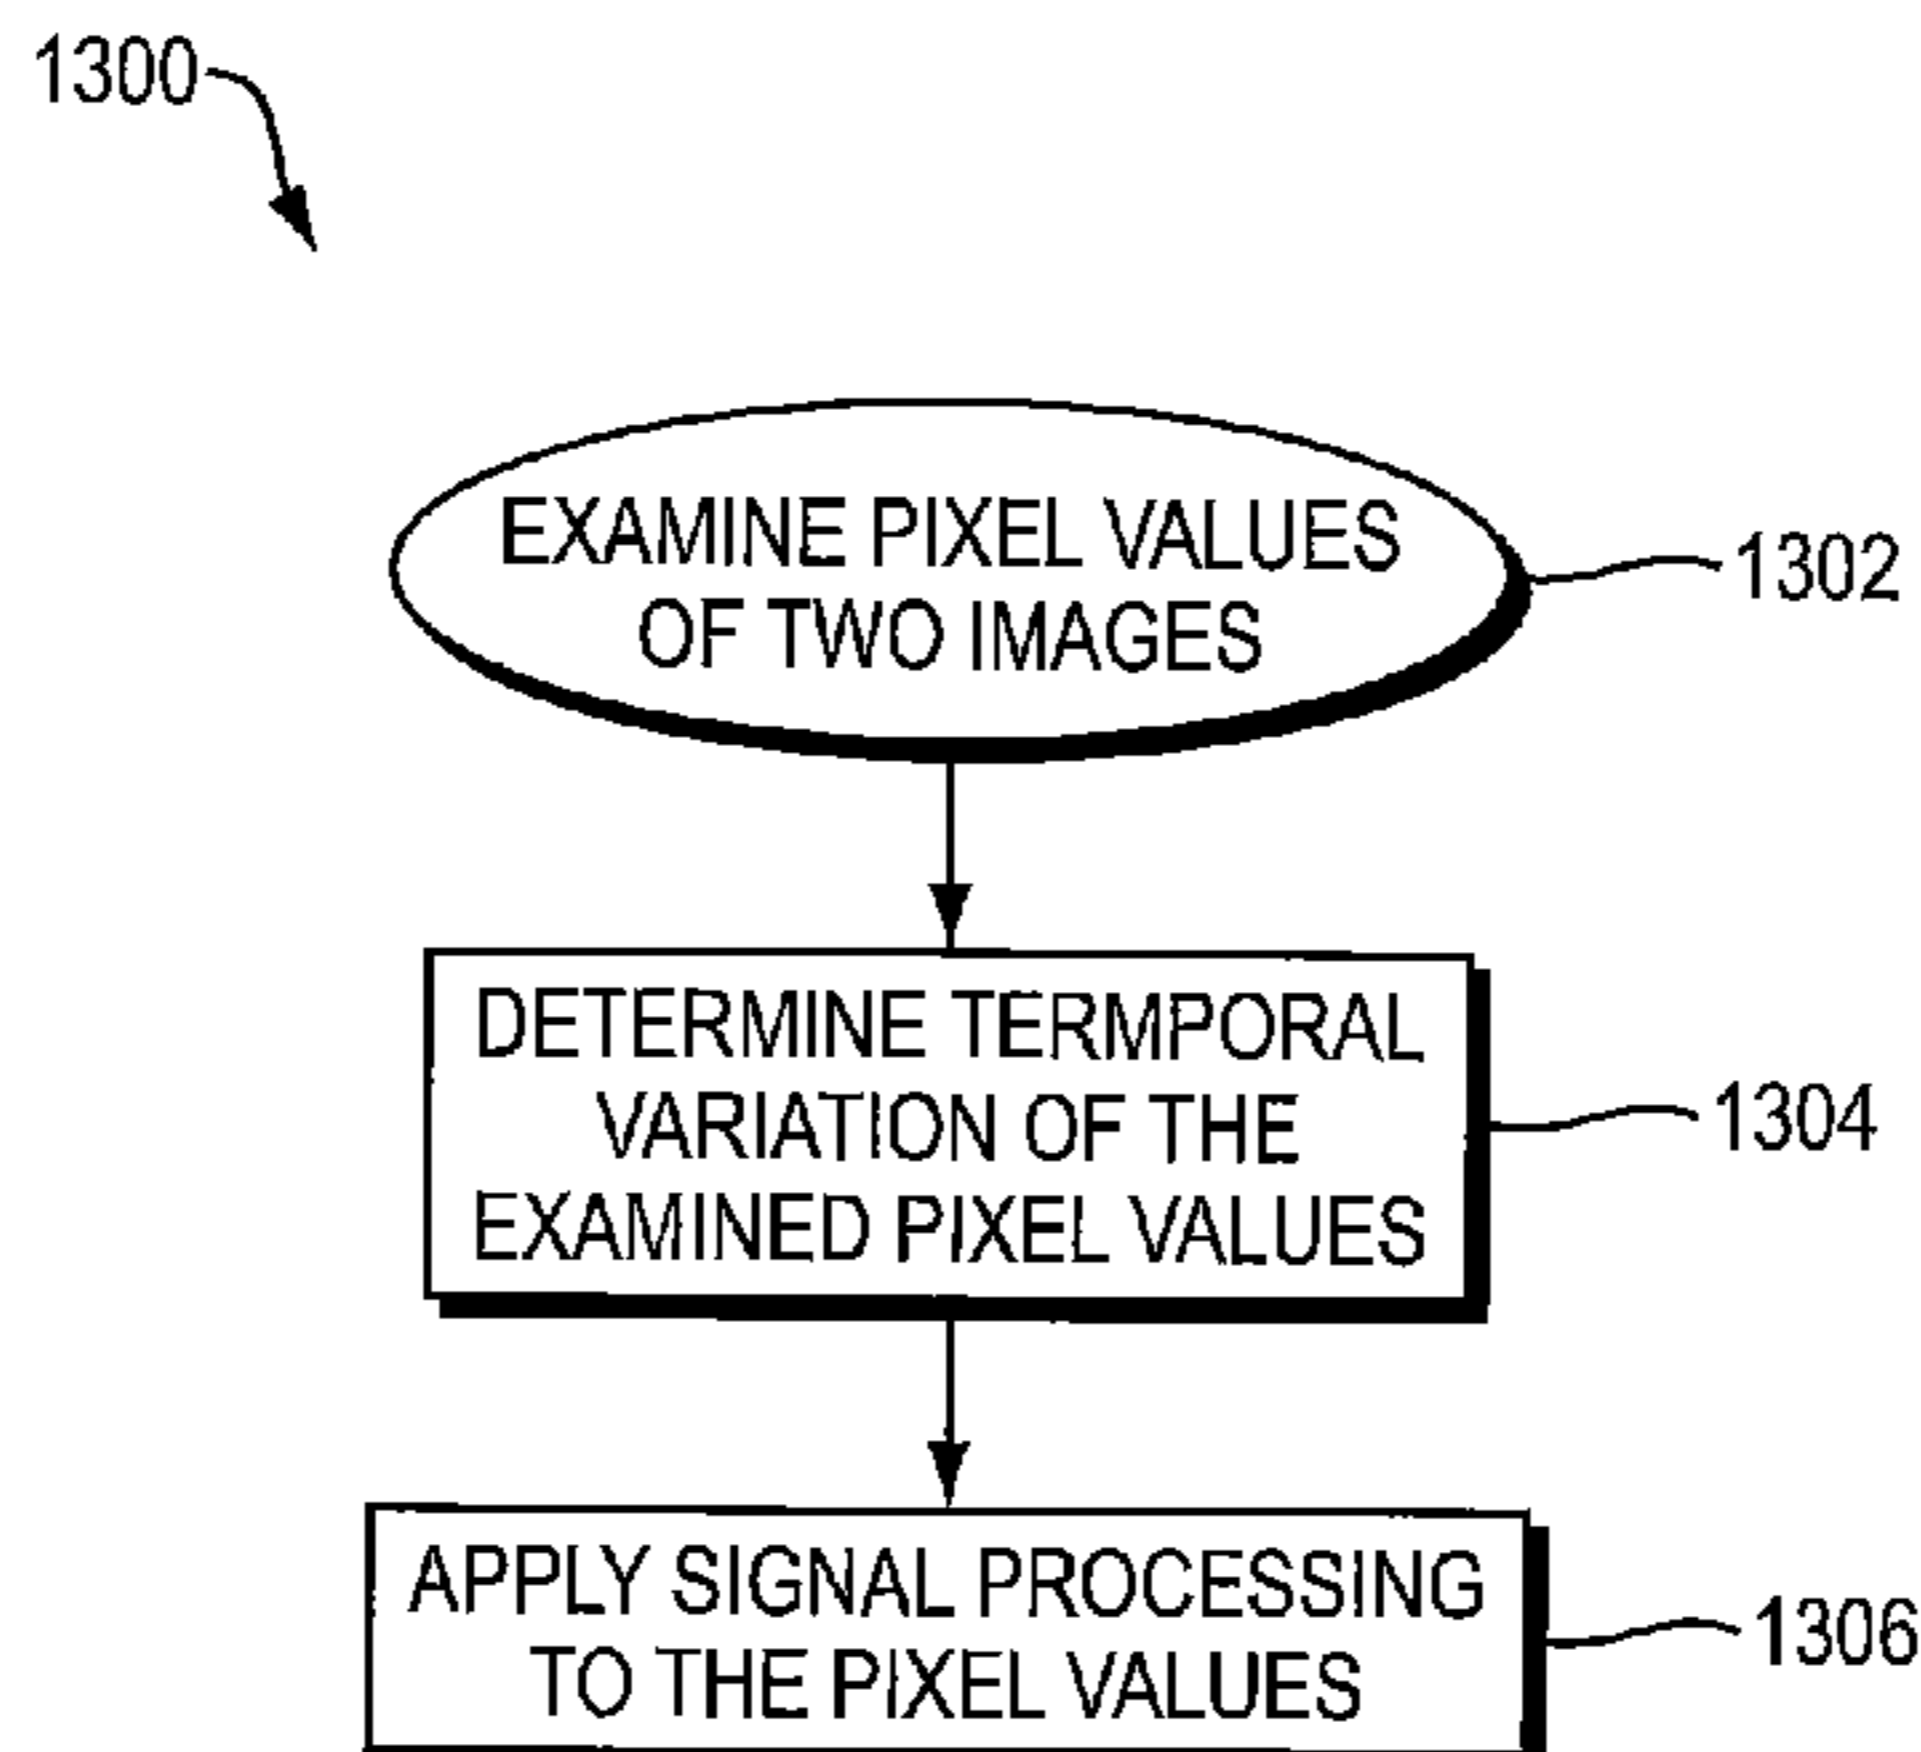 1300
EXAMINE PIXEL VALUES
OF TWO IMAGES
1302
DETERMINE TERMPORAL
VARIATION OF THE
EXAMINED PIXEL VALUES
1304
APPLY SIGNAL PROCESSING
TO THE PIXEL VALUES
1306